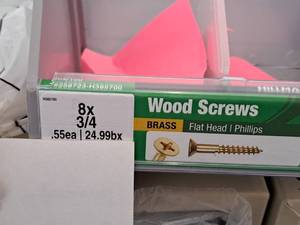 8x
3/4
.55ea | 24.99bx
Wood Screws
BRASS Flat Head | Phillips